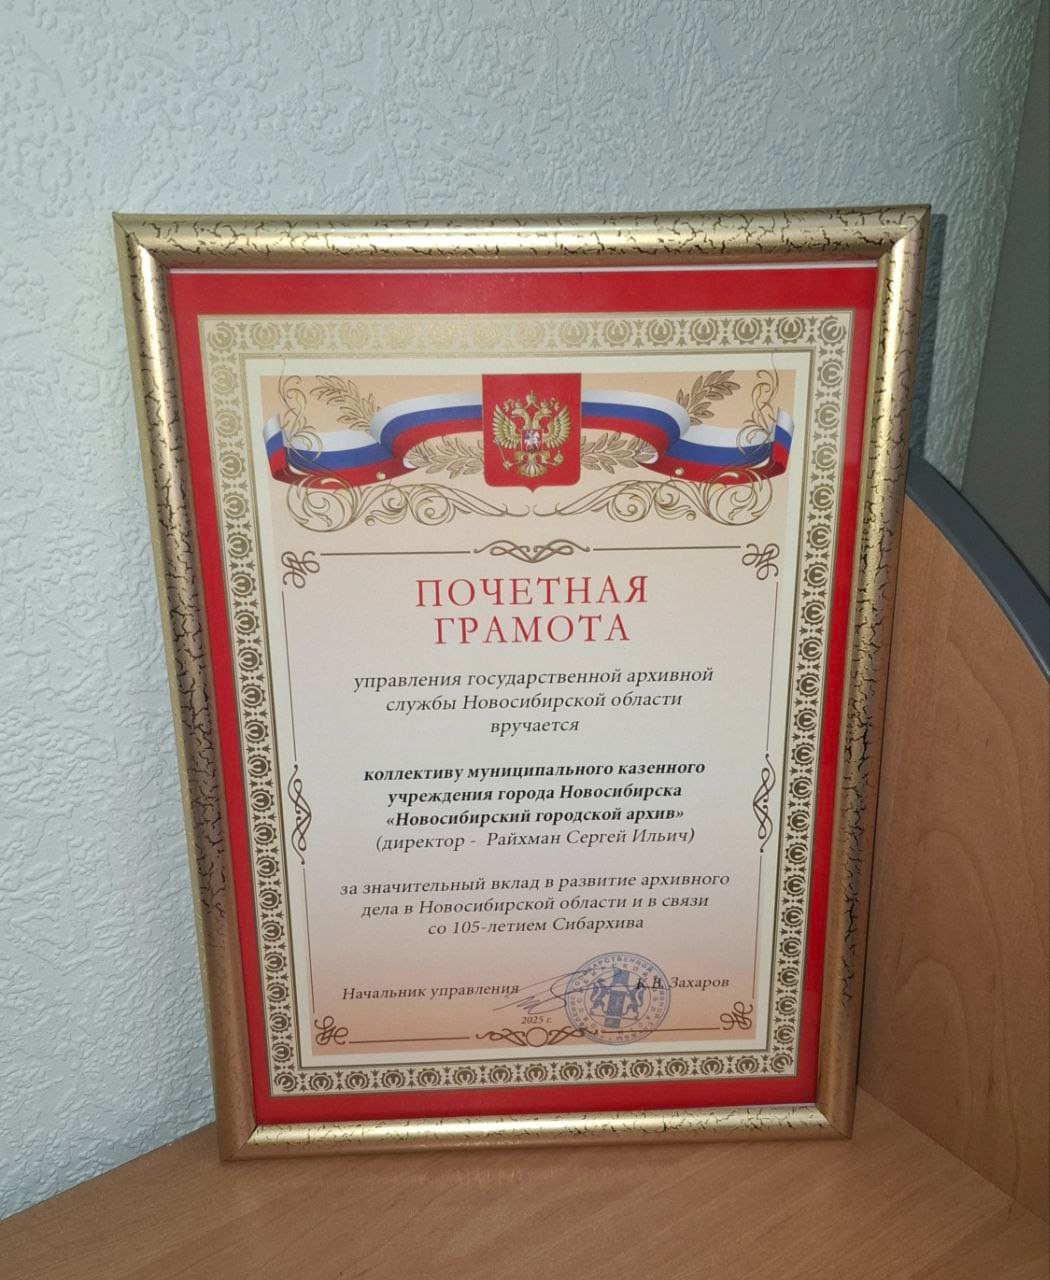 ПОЧЕТНАЯ
ГРАМОТА
управления государственной архивной
службы Новосибирской области
вручается
коллективу муниципального казенного
учреждения города Новосибирска
«Новосибирский городской архив»
(директор - Райхман Сергей Ильич)
за значительный вклад в развитие архивного
дела в Новосибирской области и в связи
со 105-летием Сибархива
Начальник управления К.В. Захаров
2025 г.